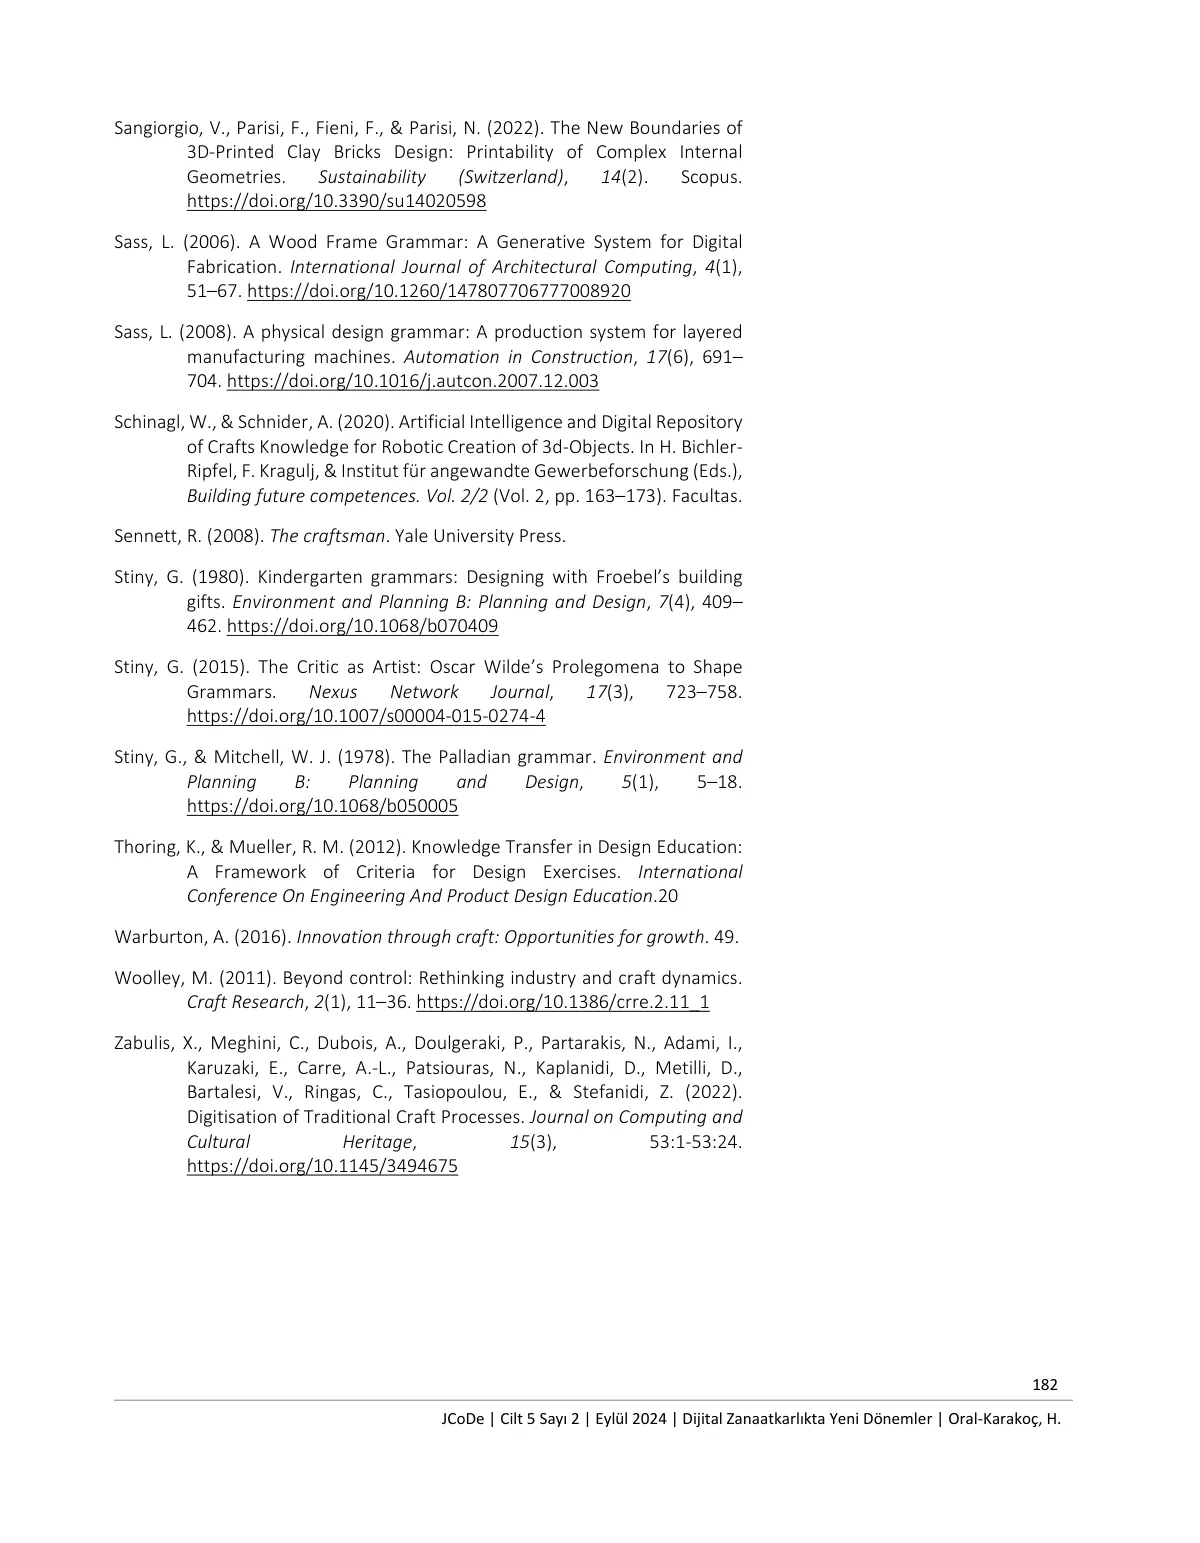 Sangiorgio, V., Parisi, F., Fieni, F., & Parisi, N. (2022). The New Boundaries of
3D-Printed Clay Bricks Design: Printability of Complex Internal
Geometries. Sustainability (Switzerland), 14(2). Scopus.
https://doi.org/10.3390/su14020598
Sass, L. (2006). A Wood Frame Grammar: A Generative System for Digital
Fabrication. International Journal of Architectural Computing, 4(1),
51–67. https://doi.org/10.1260/147807706777008920
Sass, L. (2008). A physical design grammar: A production system for layered
manufacturing machines. Automation in Construction, 17(6), 691–
704. https://doi.org/10.1016/j.autcon.2007.12.003
Schinagl, W., & Schnider, A. (2020). Artificial Intelligence and Digital Repository
of Crafts Knowledge for Robotic Creation of 3d-Objects. In H. Bichler-
Ripfel, F. Kragulj, & Institut für angewandte Gewerbeforschung (Eds.),
Building future competences. Vol. 2/2 (Vol. 2, pp. 163–173). Facultas.
Sennett, R. (2008). The craftsman. Yale University Press.
Stiny, G. (1980). Kindergarten grammars: Designing with Froebel’s building
gifts. Environment and Planning B: Planning and Design, 7(4), 409–
462. https://doi.org/10.1068/b070409
Stiny, G. (2015). The Critic as Artist: Oscar Wilde’s Prolegomena to Shape
Grammars. Nexus Network Journal, 17(3), 723–758.
https://doi.org/10.1007/s00004-015-0274-4
Stiny, G., & Mitchell, W. J. (1978). The Palladian grammar. Environment and
Planning B: Planning and Design, 5(1), 5–18.
https://doi.org/10.1068/b050005
Thoring, K., & Mueller, R. M. (2012). Knowledge Transfer in Design Education:
A Framework of Criteria for Design Exercises. International
Conference On Engineering And Product Design Education.20
Warburton, A. (2016). Innovation through craft: Opportunities for growth. 49.
Woolley, M. (2011). Beyond control: Rethinking industry and craft dynamics.
Craft Research, 2(1), 11–36. https://doi.org/10.1386/crre.2.11_1
Zabulis, X., Meghini, C., Dubois, A., Doulgeraki, P., Partarakis, N., Adami, I.,
Karuzaki, E., Carre, A.-L., Patsiouras, N., Kaplanidi, D., Metilli, D.,
Bartalesi, V., Ringas, C., Tasiopoulou, E., & Stefanidi, Z. (2022).
Digitisation of Traditional Craft Processes. Journal on Computing and
Cultural Heritage, 15(3), 53:1-53:24.
https://doi.org/10.1145/3494675
182
JCoDe | Cilt 5 Sayı 2 | Eylül 2024 | Dijital Zanaatkarlıkta Yeni Dönemler | Oral-Karakoç, H.